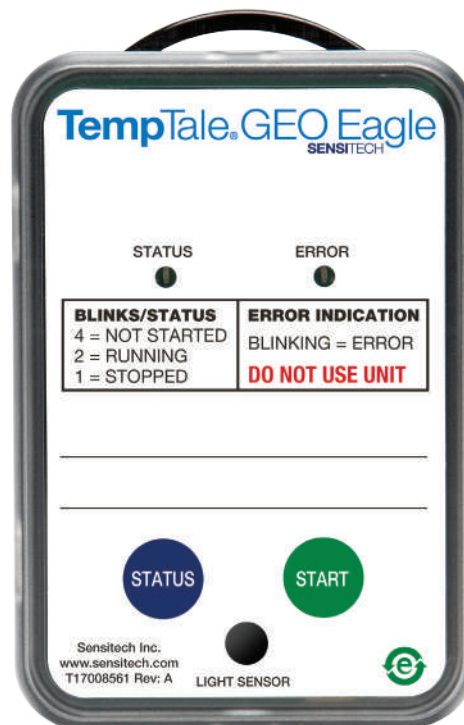 TempTale® GEO Eagle
SENSITECH
STATUS
ERROR
BLINKS/STATUS
4 = NOT STARTED
2 = RUNNING
1 = STOPPED
ERROR INDICATION
BLINKING = ERROR
DO NOT USE UNIT
STATUS
START
Sensitech Inc.
www.sensitech.com
T17008561 Rev: A
LIGHT SENSOR
e